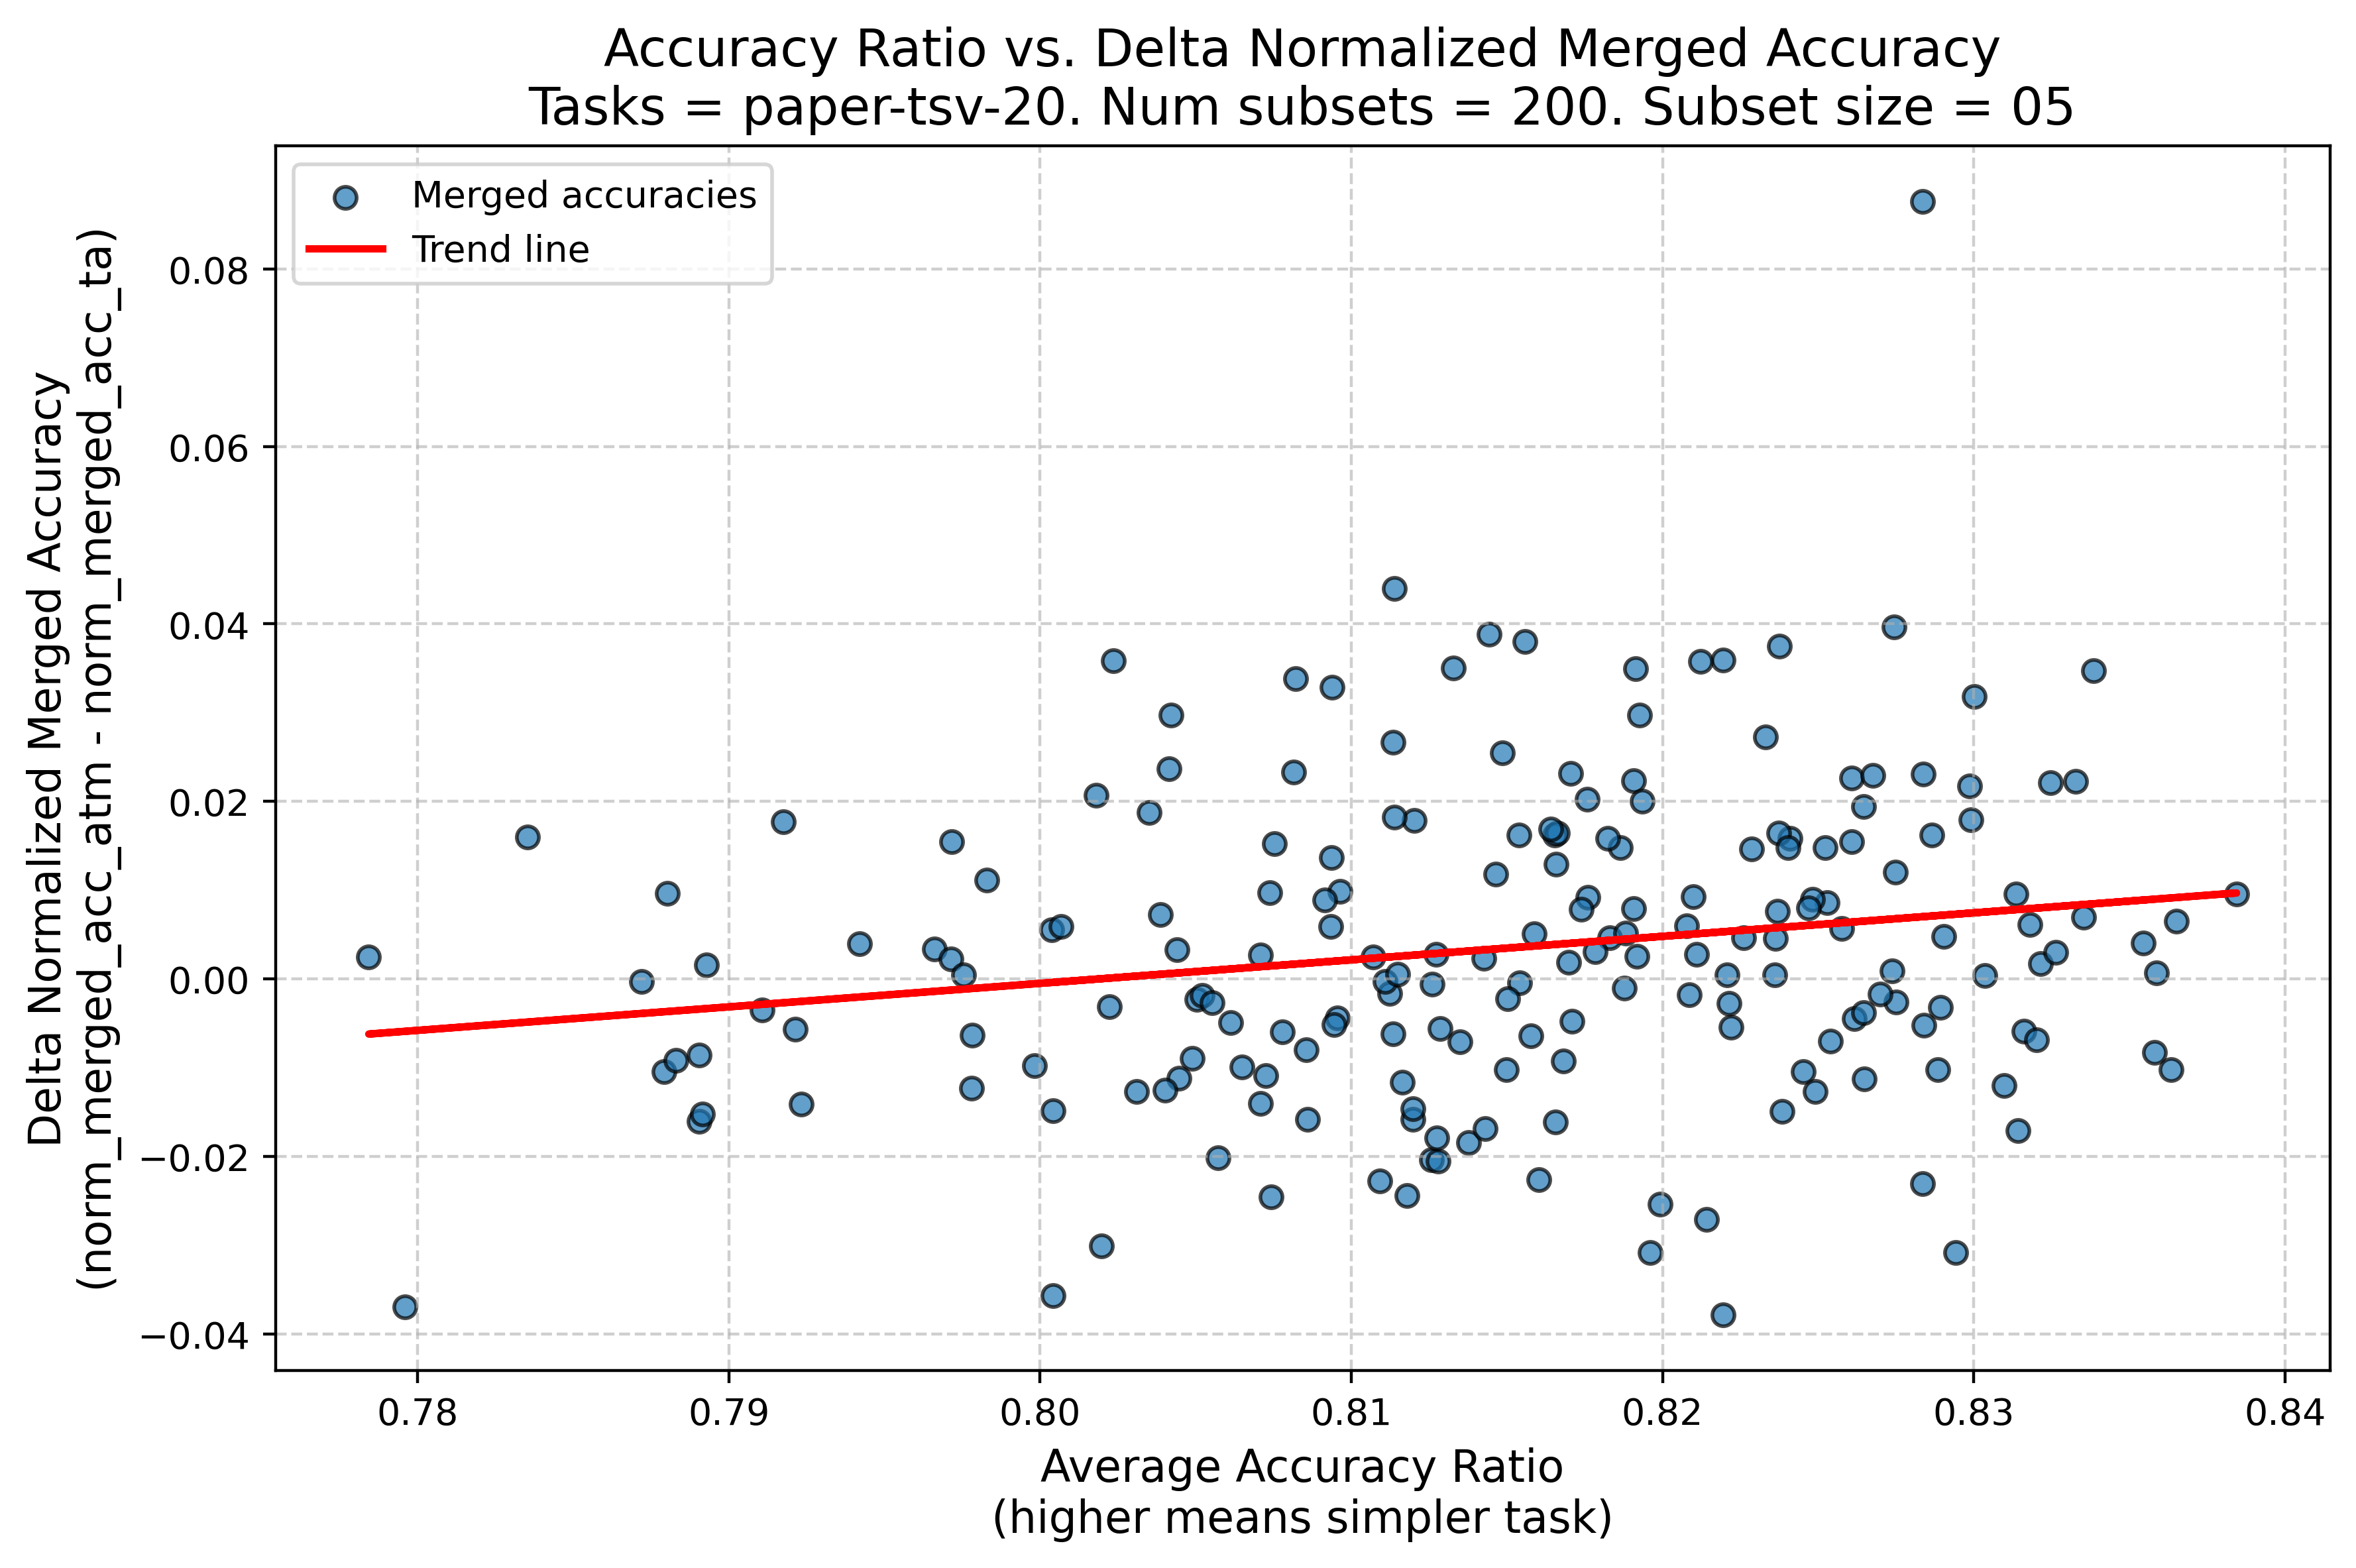 Accuracy Ratio vs. Delta Normalized Merged Accuracy
Tasks = paper-tsv-20. Num subsets = 200. Subset size = 05
Merged accuracies
Trend line
Delta Normalized Merged Accuracy
(norm_merged_acc_atm - norm_merged_acc_ta)
0.08
0.06
0.04
0.02
0.00
−0.02
−0.04
0.78
0.79
0.80
0.81
0.82
0.83
0.84
Average Accuracy Ratio
(higher means simpler task)